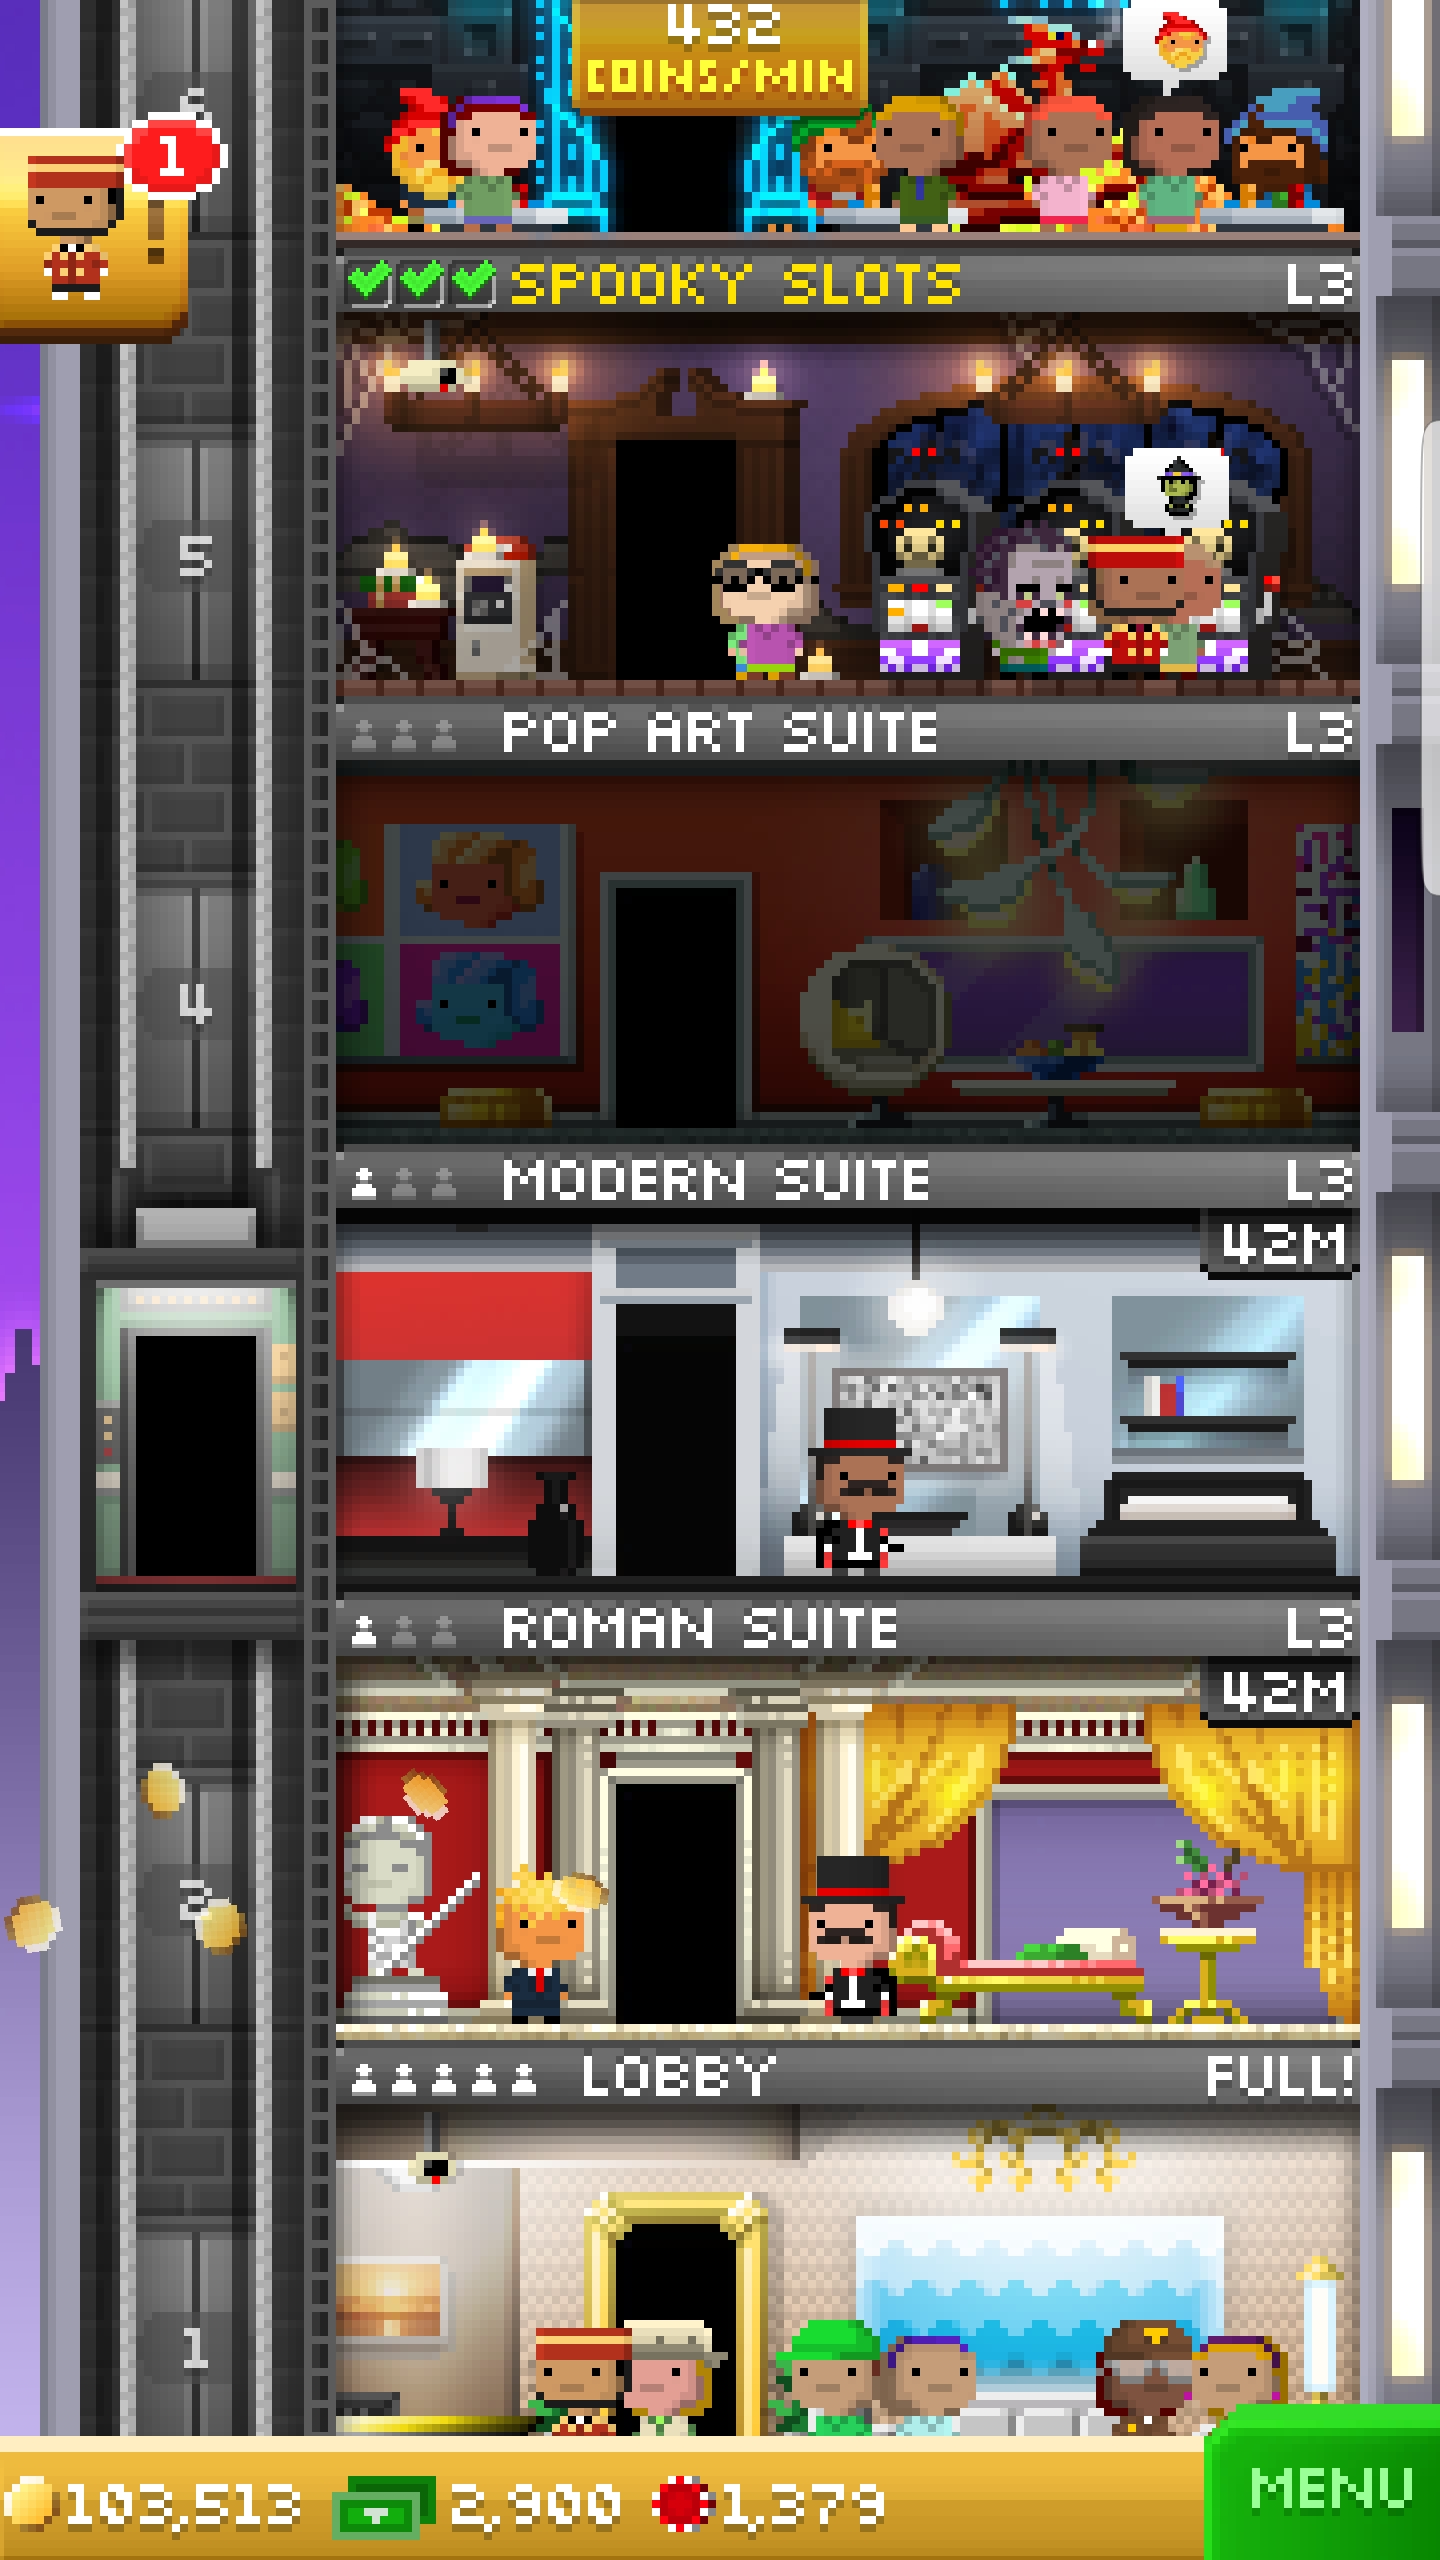 432
COINS/MIN
1
SPOOKY SLOTS L3
5
POP ART SUITE L3
4
MODERN SUITE L3
42M
ROMAN SUITE L3
42M
LOBBY FULL!
1
103,513 2,900 1,379
MENU